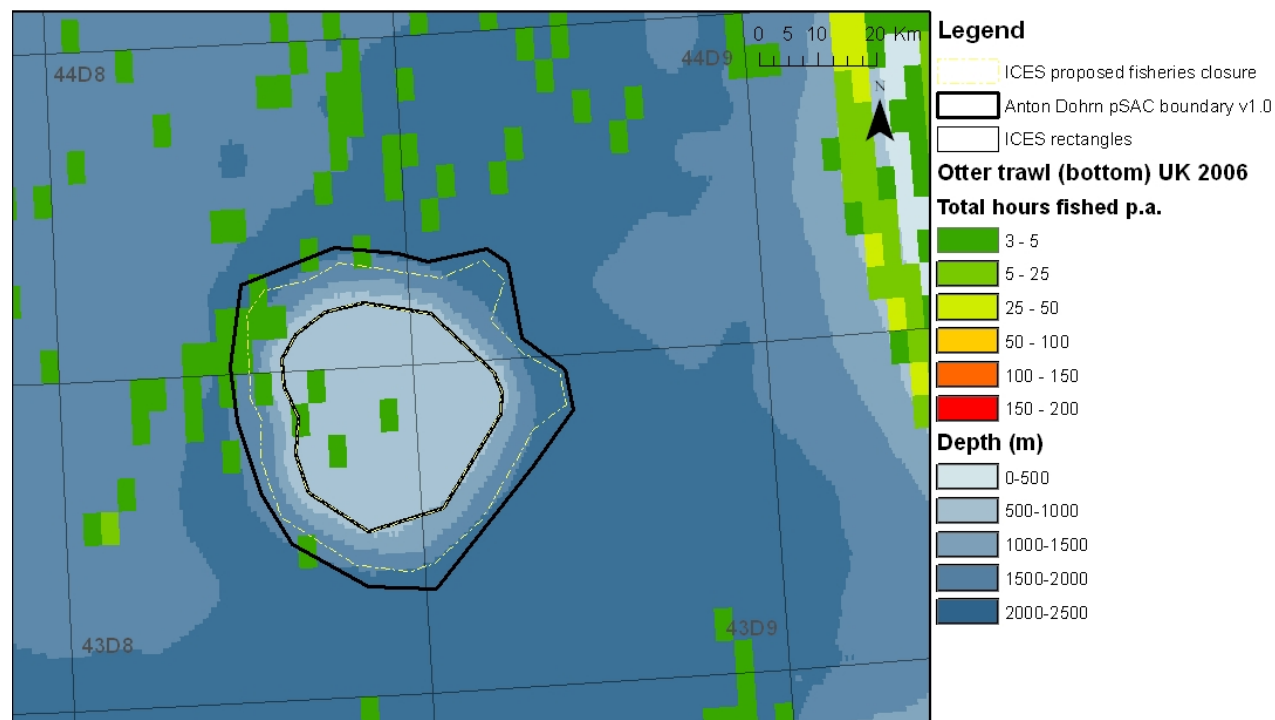 44D8
0 5 10 20 Km
44D9
N
43D8
43D9
Legend
ICES proposed fisheries closure
Anton Dohrn pSAC boundary v1.0
ICES rectangles
Otter trawl (bottom) UK 2006
Total hours fished p.a.
3 - 5
5 - 25
25 - 50
50 - 100
100 - 150
150 - 200
Depth (m)
0-500
500-1000
1000-1500
1500-2000
2000-2500